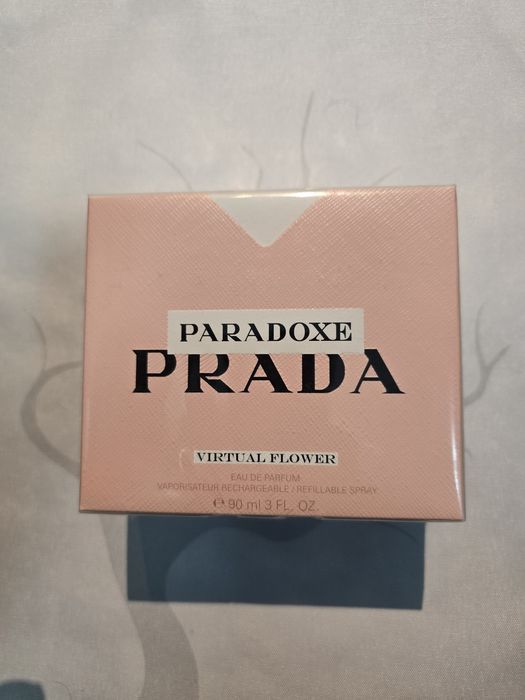 PARADOXE
PRADA
VIRTUAL FLOWER
EAU DE PARFUM
VAPORISATEUR RECHARGEABLE / REFILLABLE SPRAY
℮ 90 ml 3 FL. OZ.